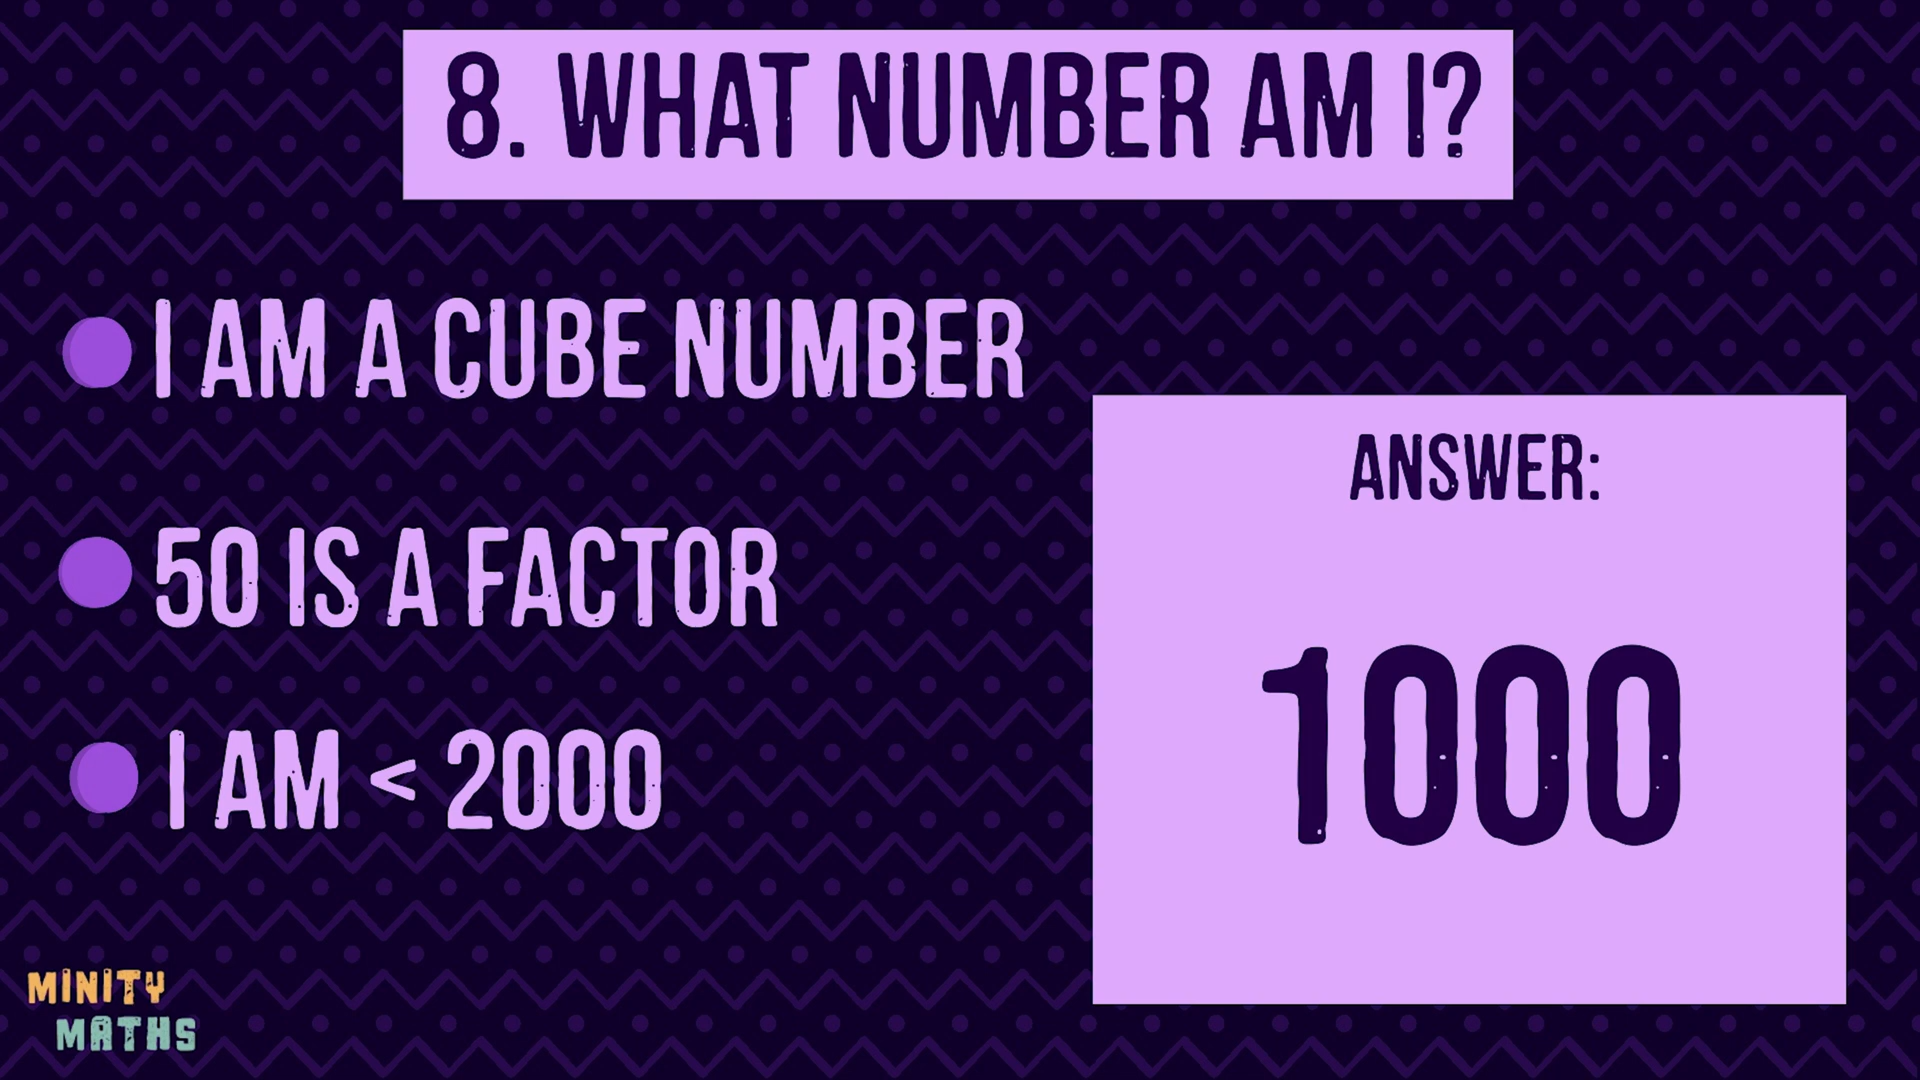 8. WHAT NUMBER AM I?
I AM A CUBE NUMBER
50 IS A FACTOR
I AM < 2000
ANSWER:
1000
MINITY
MATHS